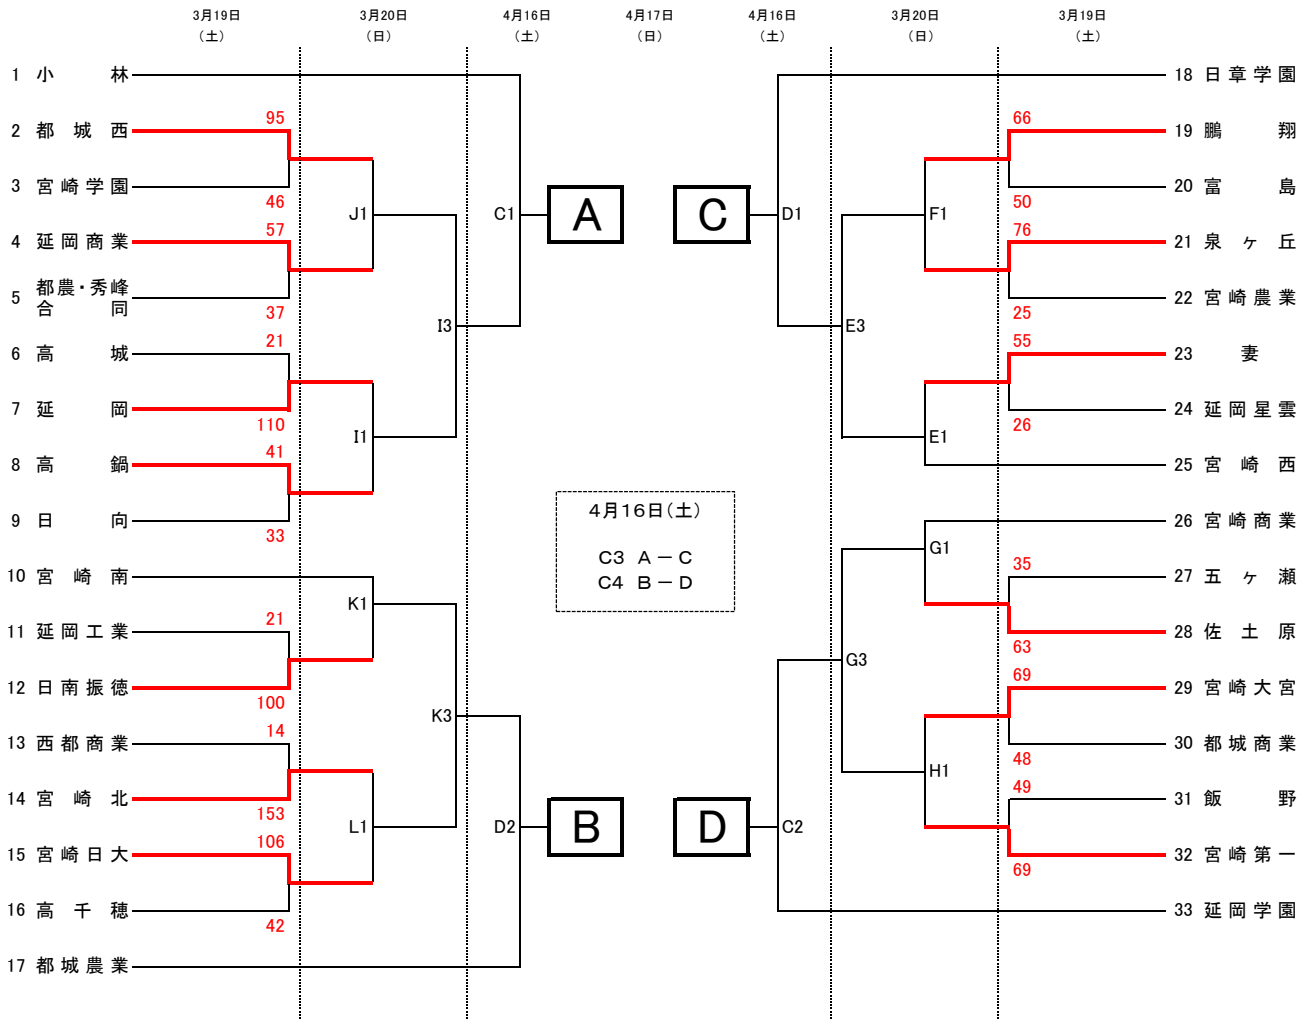 3月19日 3月20日 4月16日 4月17日 4月16日 3月20日 3月19日
（土） （日） （土） （日） （土） （日） （土）
1 小林
18 日章学園
95
66
2 都城西
19 鵬翔
3 宮崎学園
20 富島
46
50
J1
C1
A
C
D1
F1
57
76
4 延岡商業
21 泉ヶ丘
5 都農・秀峰
合同
22 宮崎農業
37
25
I3
E3
21
55
6 高城
23 妻
7 延岡
24 延岡星雲
110
26
I1
E1
41
8 高鍋
25 宮崎西
9 日向
26 宮崎商業
33
4月16日（土）
C3 A－C
C4 B－D
G1
35
10 宮崎南
27 五ヶ瀬
K1
21
11 延岡工業
28 佐土原
63
G3
69
12 日南振徳
29 宮崎大宮
100
K3
14
13 西都商業
30 都城商業
48
H1
49
14 宮崎北
31 飯野
153
L1
D2
B
D
C2
106
15 宮崎日大
32 宮崎第一
69
16 高千穂
33 延岡学園
42
17 都城農業